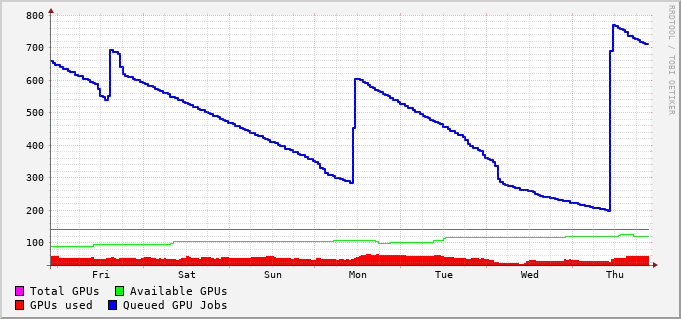 800
700
600
500
400
300
200
100
Fri Sat Sun Mon Tue Wed Thu
Total GPUs Available GPUs
GPUs used Queued GPU Jobs
RRDTOOL / TOBI OETIKER